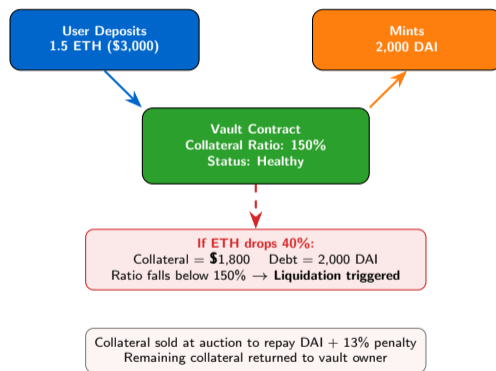 User Deposits
1.5 ETH ($3,000)
Mints
2,000 DAI
Vault Contract
Collateral Ratio: 150%
Status: Healthy
If ETH drops 40%:
Collateral = $1,800 Debt = 2,000 DAI
Ratio falls below 150% → Liquidation triggered
Collateral sold at auction to repay DAI + 13% penalty
Remaining collateral returned to vault owner